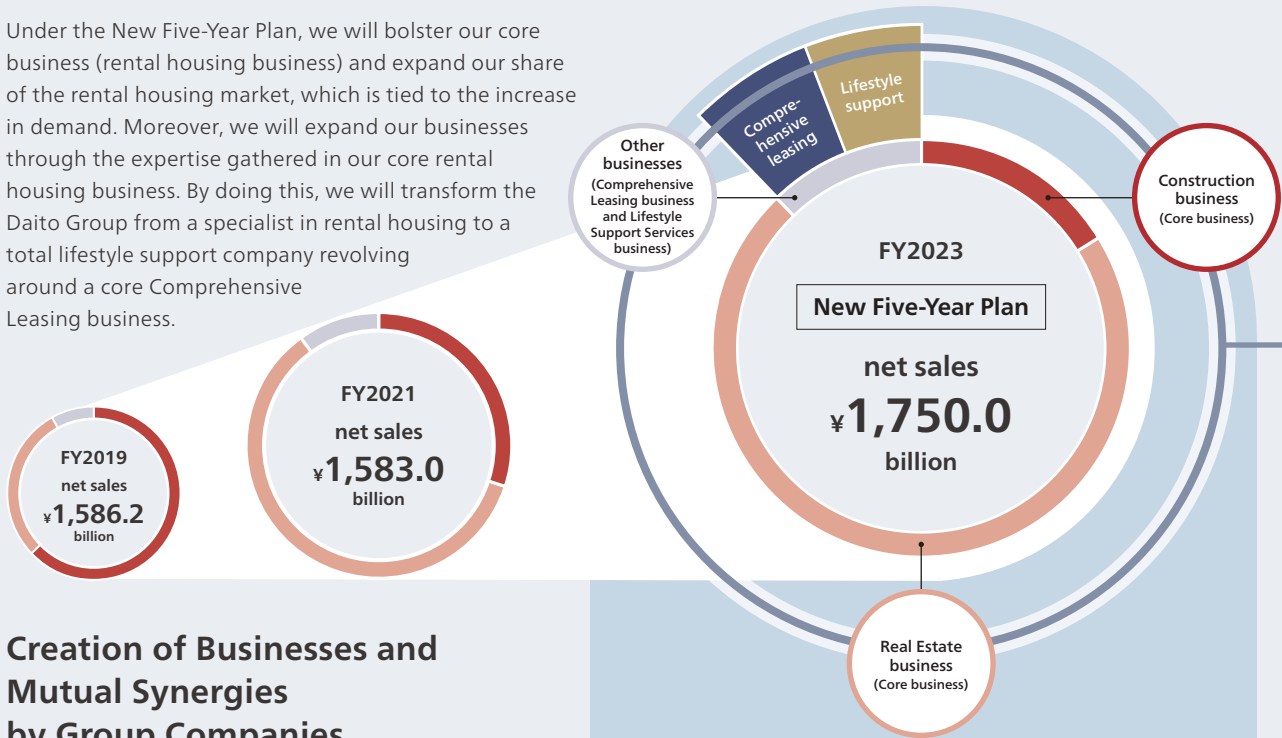 Under the New Five-Year Plan, we will bolster our core
business (rental housing business) and expand our share
of the rental housing market, which is tied to the increase
in demand. Moreover, we will expand our businesses
through the expertise gathered in our core rental
housing business. By doing this, we will transform the
Daito Group from a specialist in rental housing to a
total lifestyle support company revolving
around a core Comprehensive
Leasing business.
FY2019
net sales
¥1,586.2
billion
FY2021
net sales
¥1,583.0
billion
Other
businesses
(Comprehensive
Leasing business
and Lifestyle
Support Services
business)
Compre-
hensive
leasing
Lifestyle
support
Construction
business
(Core business)
FY2023
New Five-Year Plan
net sales
¥1,750.0
billion
Real Estate
business
(Core business)
Creation of Businesses and
Mutual Synergies
by Group Companies